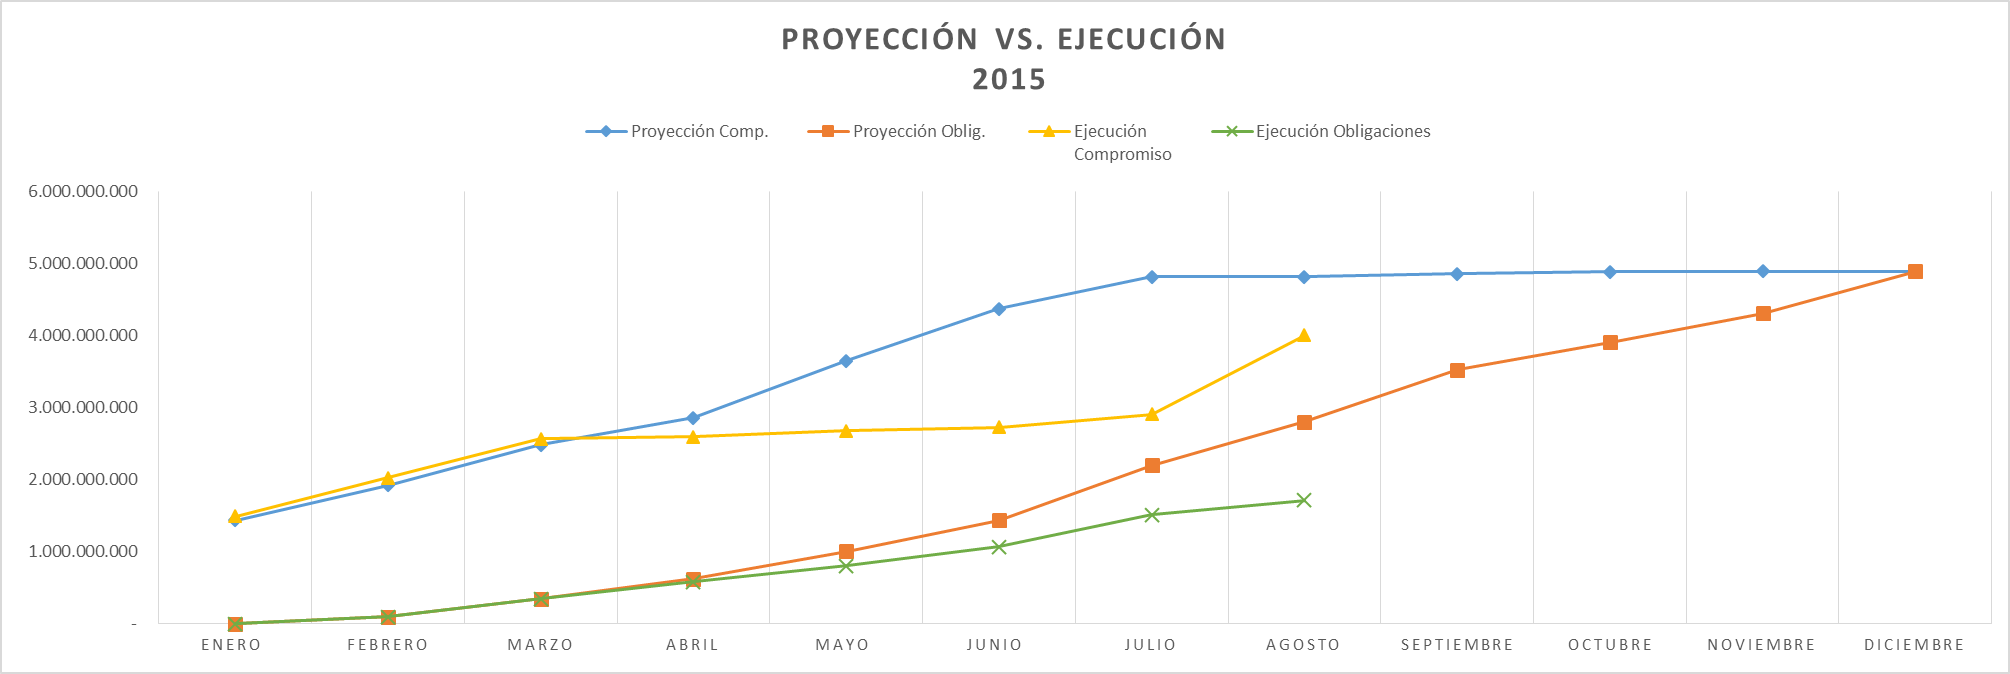 PROYECCIÓN VS. EJECUCIÓN
2015
Proyección Comp.
Proyección Oblig.
Ejecución
Compromiso
Ejecución Obligaciones
6.000.000.000
5.000.000.000
4.000.000.000
3.000.000.000
2.000.000.000
1.000.000.000
-
ENERO FEBRERO MARZO ABRIL MAYO JUNIO JULIO AGOSTO SEPTIEMBRE OCTUBRE NOVIEMBRE DICIEMBRE